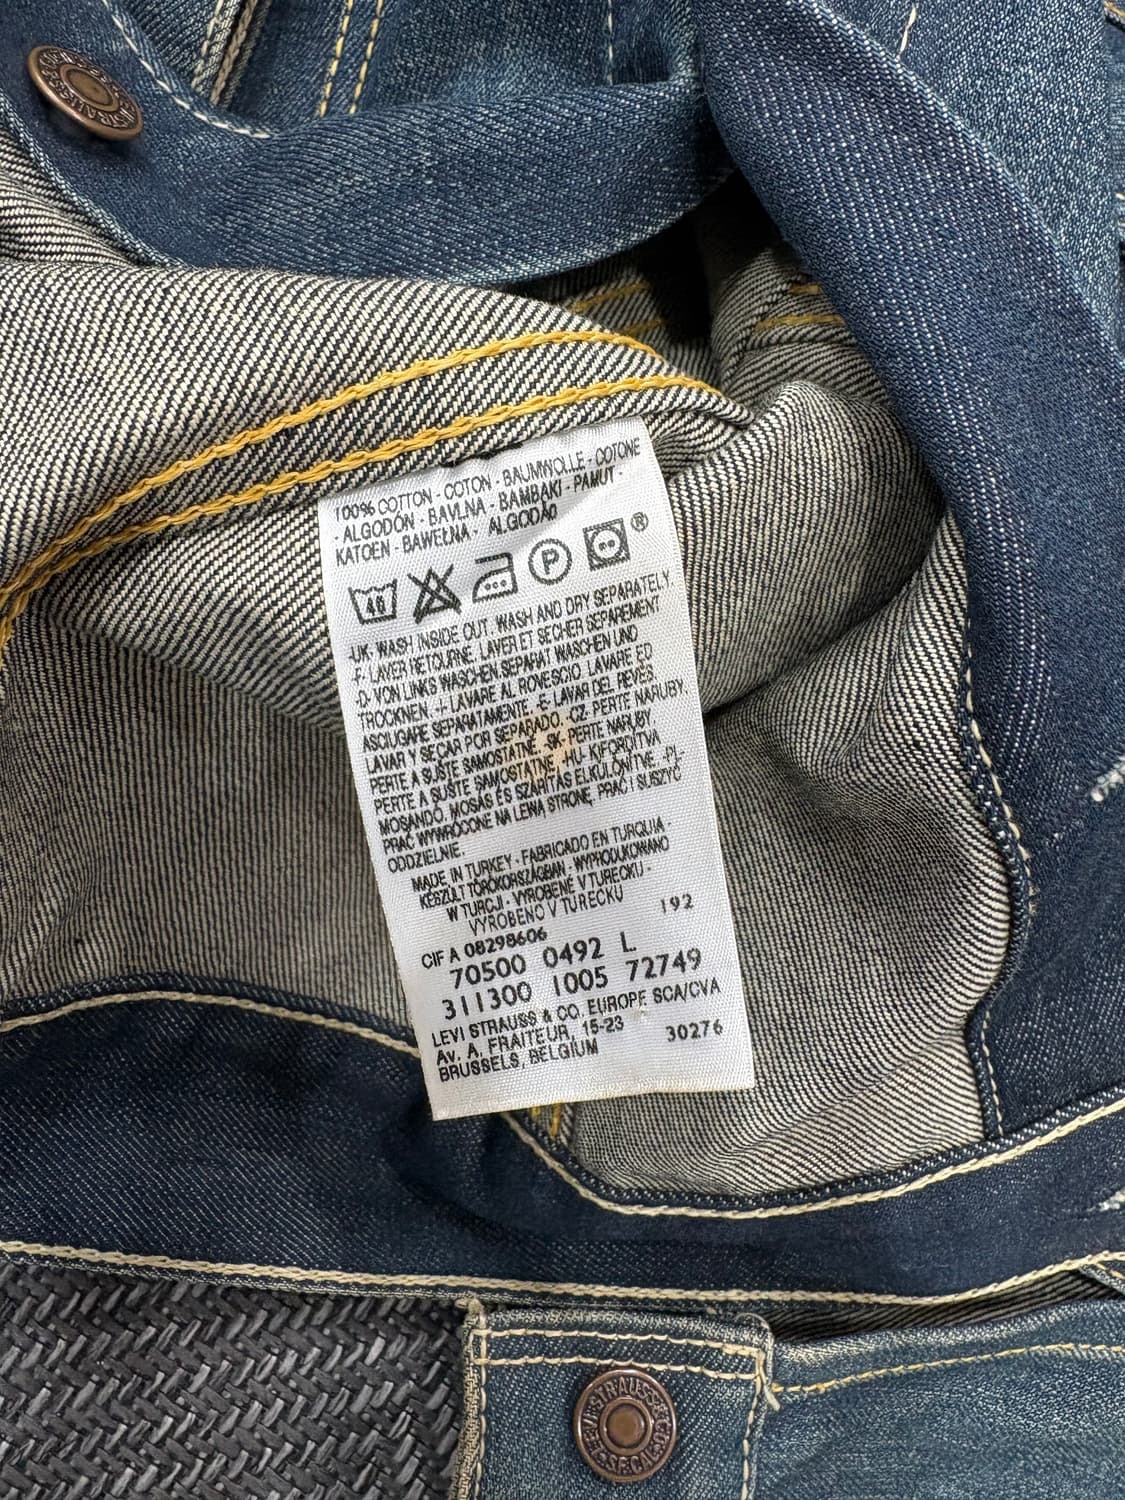 100% COTTON - COTON - BAUMWOLLE - COTONE
- ALGODÓN - BAVLNA - BAMBAKI - PAMUT -
KATOEN - BAWEŁNA - ALGODÃO
40 P ®
-UK- WASH INSIDE OUT. WASH AND DRY SEPARATELY.
-F- LAVER RETOURNE. LAVER ET SECHER SEPAREMENT
-D- VON LINKS WASCHEN.SEPARAT WASCHEN UND
TROCKNEN. -I- LAVARE AL ROVESCIO. LAVARE ED
ASCIUGARE SEPARATAMENTE. -E- LAVAR DEL REVÉS.
LAVAR Y SECAR POR SEPARADO. -CZ- PERTE NARUBY.
PERTE A SUŠTE SAMOSTATNĚ. -SK- PERTE NARUBY.
PERTE A SUŠTE SAMOSTATNE. -HU- KIFORDÍTVA
MOSANDÓ. MOSÁS ÉS SZÁRÍTÁS ELKÜLÖNÍTVE. -PL-
PRAĆ WYWRÓCONE NA LEWĄ STRONĘ. PRAĆ I SUSZYĆ
ODDZIELNIE.
MADE IN TURKEY - FABRICADO EN TURQUIA -
KÉSZÜLT TÖRÖKORSZÁGBAN - WYPRODUKOWANO
W TURCJI - VYROBENÉ V TURECKU -
VYROBENO V TURECKU 192
CIF A 08298606
70500 0492 L
311300 1005 72749
LEVI STRAUSS & CO. EUROPE SCA/CVA
Av. A. FRAITEUR, 15-23 30276
BRUSSELS, BELGIUM